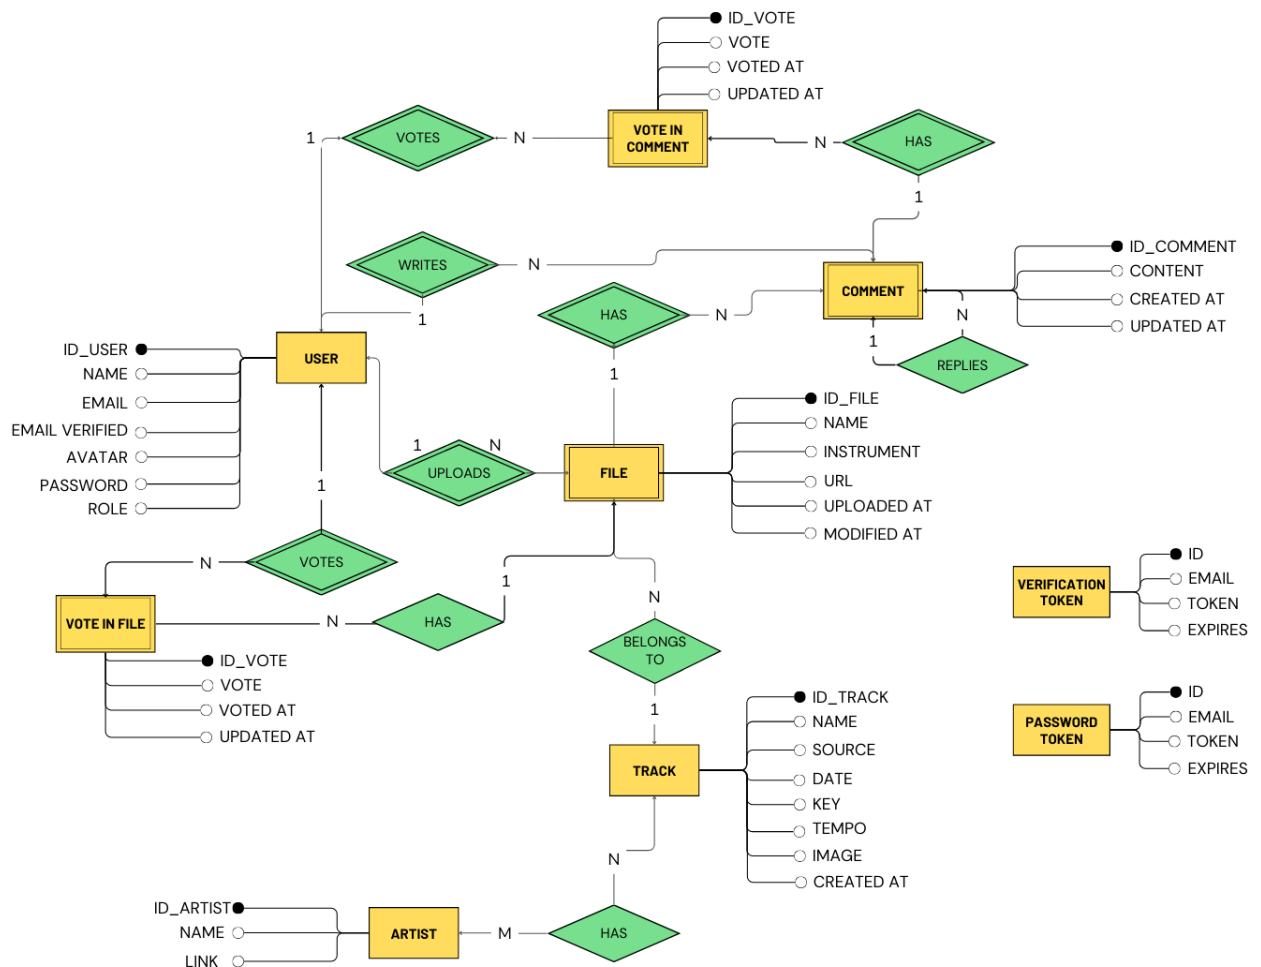 ID_VOTE
VOTE
VOTED AT
UPDATED AT
1
VOTES
N
VOTE IN
COMMENT
N
HAS
1
WRITES
N
1
HAS
N
1
COMMENT
ID_COMMENT
CONTENT
CREATED AT
UPDATED AT
N
1
REPLIES
USER
ID_USER
NAME
EMAIL
EMAIL VERIFIED
AVATAR
PASSWORD
ROLE
1
N
UPLOADS
FILE
ID_FILE
NAME
INSTRUMENT
URL
UPLOADED AT
MODIFIED AT
1
VOTES
N
VOTE IN FILE
N
HAS
1
ID_VOTE
VOTE
VOTED AT
UPDATED AT
N
BELONGS
TO
1
TRACK
ID_TRACK
NAME
SOURCE
DATE
KEY
TEMPO
IMAGE
CREATED AT
VERIFICATION
TOKEN
ID
EMAIL
TOKEN
EXPIRES
PASSWORD
TOKEN
ID
EMAIL
TOKEN
EXPIRES
N
HAS
M
ARTIST
ID_ARTIST
NAME
LINK